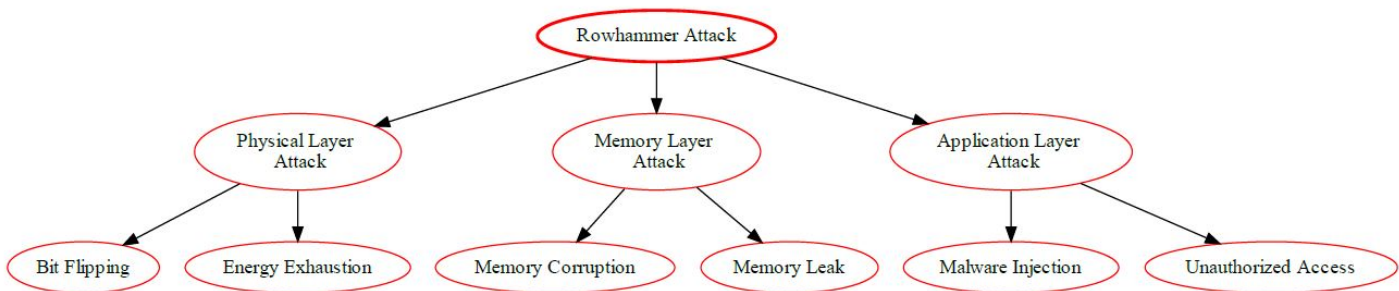 Rowhammer Attack
Physical Layer
Attack
Memory Layer
Attack
Application Layer
Attack
Bit Flipping
Energy Exhaustion
Memory Corruption
Memory Leak
Malware Injection
Unauthorized Access